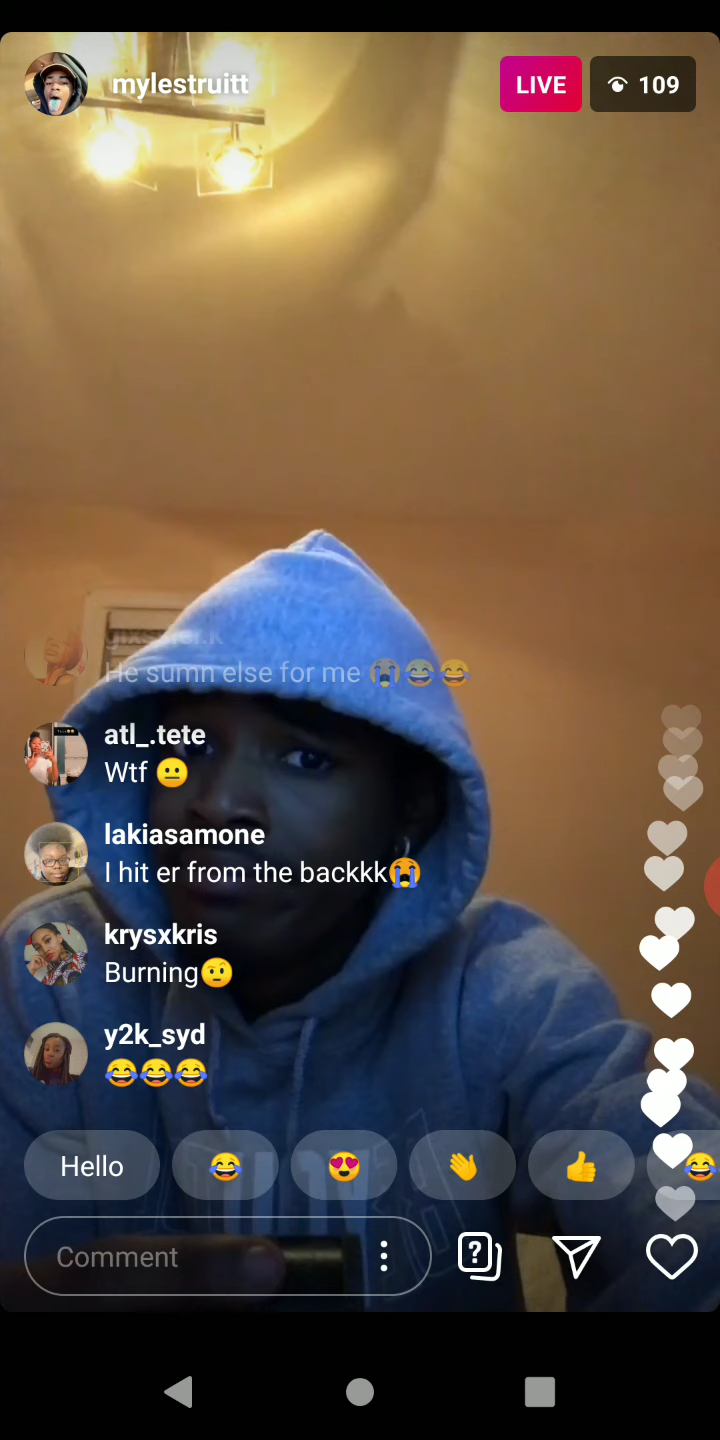 mylestruitt
LIVE
109
He sumn else for me 😭😂😂
atl_.tete
Wtf 😐
lakiasamone
I hit er from the backkk😭
krysxkris
Burning🤨
y2k_syd
😂😂😂
Hello 😂 😍 👋 👍 😂
Comment